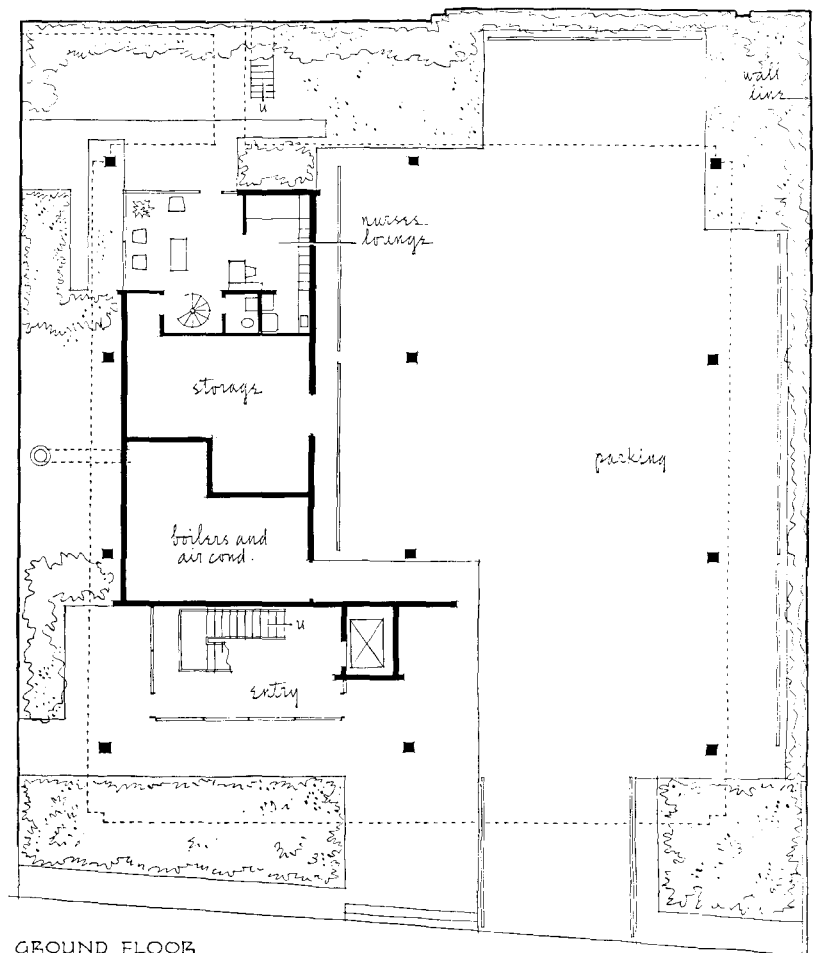 wall
line
u
nurses
lounge
storage
parking
boilers and
air cond.
u
entry
GROUND FLOOR